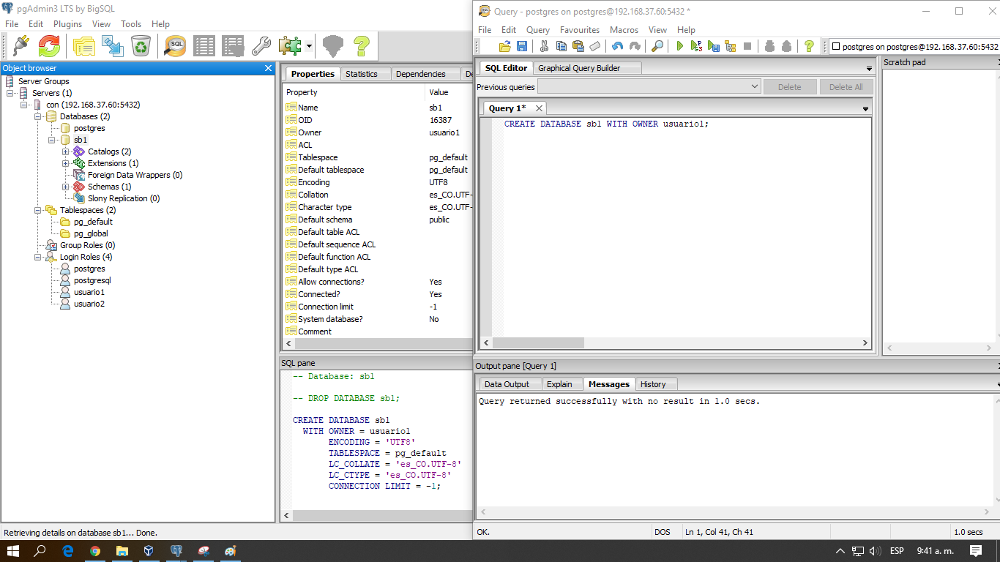 pgAdmin3 LTS by BigSQL
File Edit Plugins View Tools Help
SQL
Object browser
Server Groups
Servers (1)
con (192.168.37.60:5432)
Databases (2)
postgres
sb1
Catalogs (2)
Extensions (1)
Foreign Data Wrappers (0)
Schemas (1)
Slony Replication (0)
Tablespaces (2)
pg_default
pg_global
Group Roles (0)
Login Roles (4)
postgres
postgresql
usuario1
usuario2
Properties Statistics Dependencies De
Property Value
Name sb1
OID 16387
Owner usuario1
ACL
Tablespace pg_default
Default tablespace pg_default
Encoding UTF8
Collation es_CO.UTF-
Character type es_CO.UTF-
Default schema public
Default table ACL
Default sequence ACL
Default function ACL
Default type ACL
Allow connections? Yes
Connected? Yes
Connection limit -1
System database? No
Comment
SQL pane
-- Database: sb1
-- DROP DATABASE sb1;
CREATE DATABASE sb1
WITH OWNER = usuario1
ENCODING = 'UTF8'
TABLESPACE = pg_default
LC_COLLATE = 'es_CO.UTF-8'
LC_CTYPE = 'es_CO.UTF-8'
CONNECTION LIMIT = -1;
Retrieving details on database sb1... Done.
Query - postgres on postgres@192.168.37.60:5432 *
File Edit Query Favourites Macros View Help
postgres on postgres@192.168.37.60:5432
SQL Editor Graphical Query Builder
Previous queries Delete Delete All
Query 1*
CREATE DATABASE sb1 WITH OWNER usuario1;
Scratch pad
Output pane [Query 1]
Data Output Explain Messages History
Query returned successfully with no result in 1.0 secs.
OK. DOS Ln 1, Col 41, Ch 41 1.0 secs
ESP 9:41 a. m.